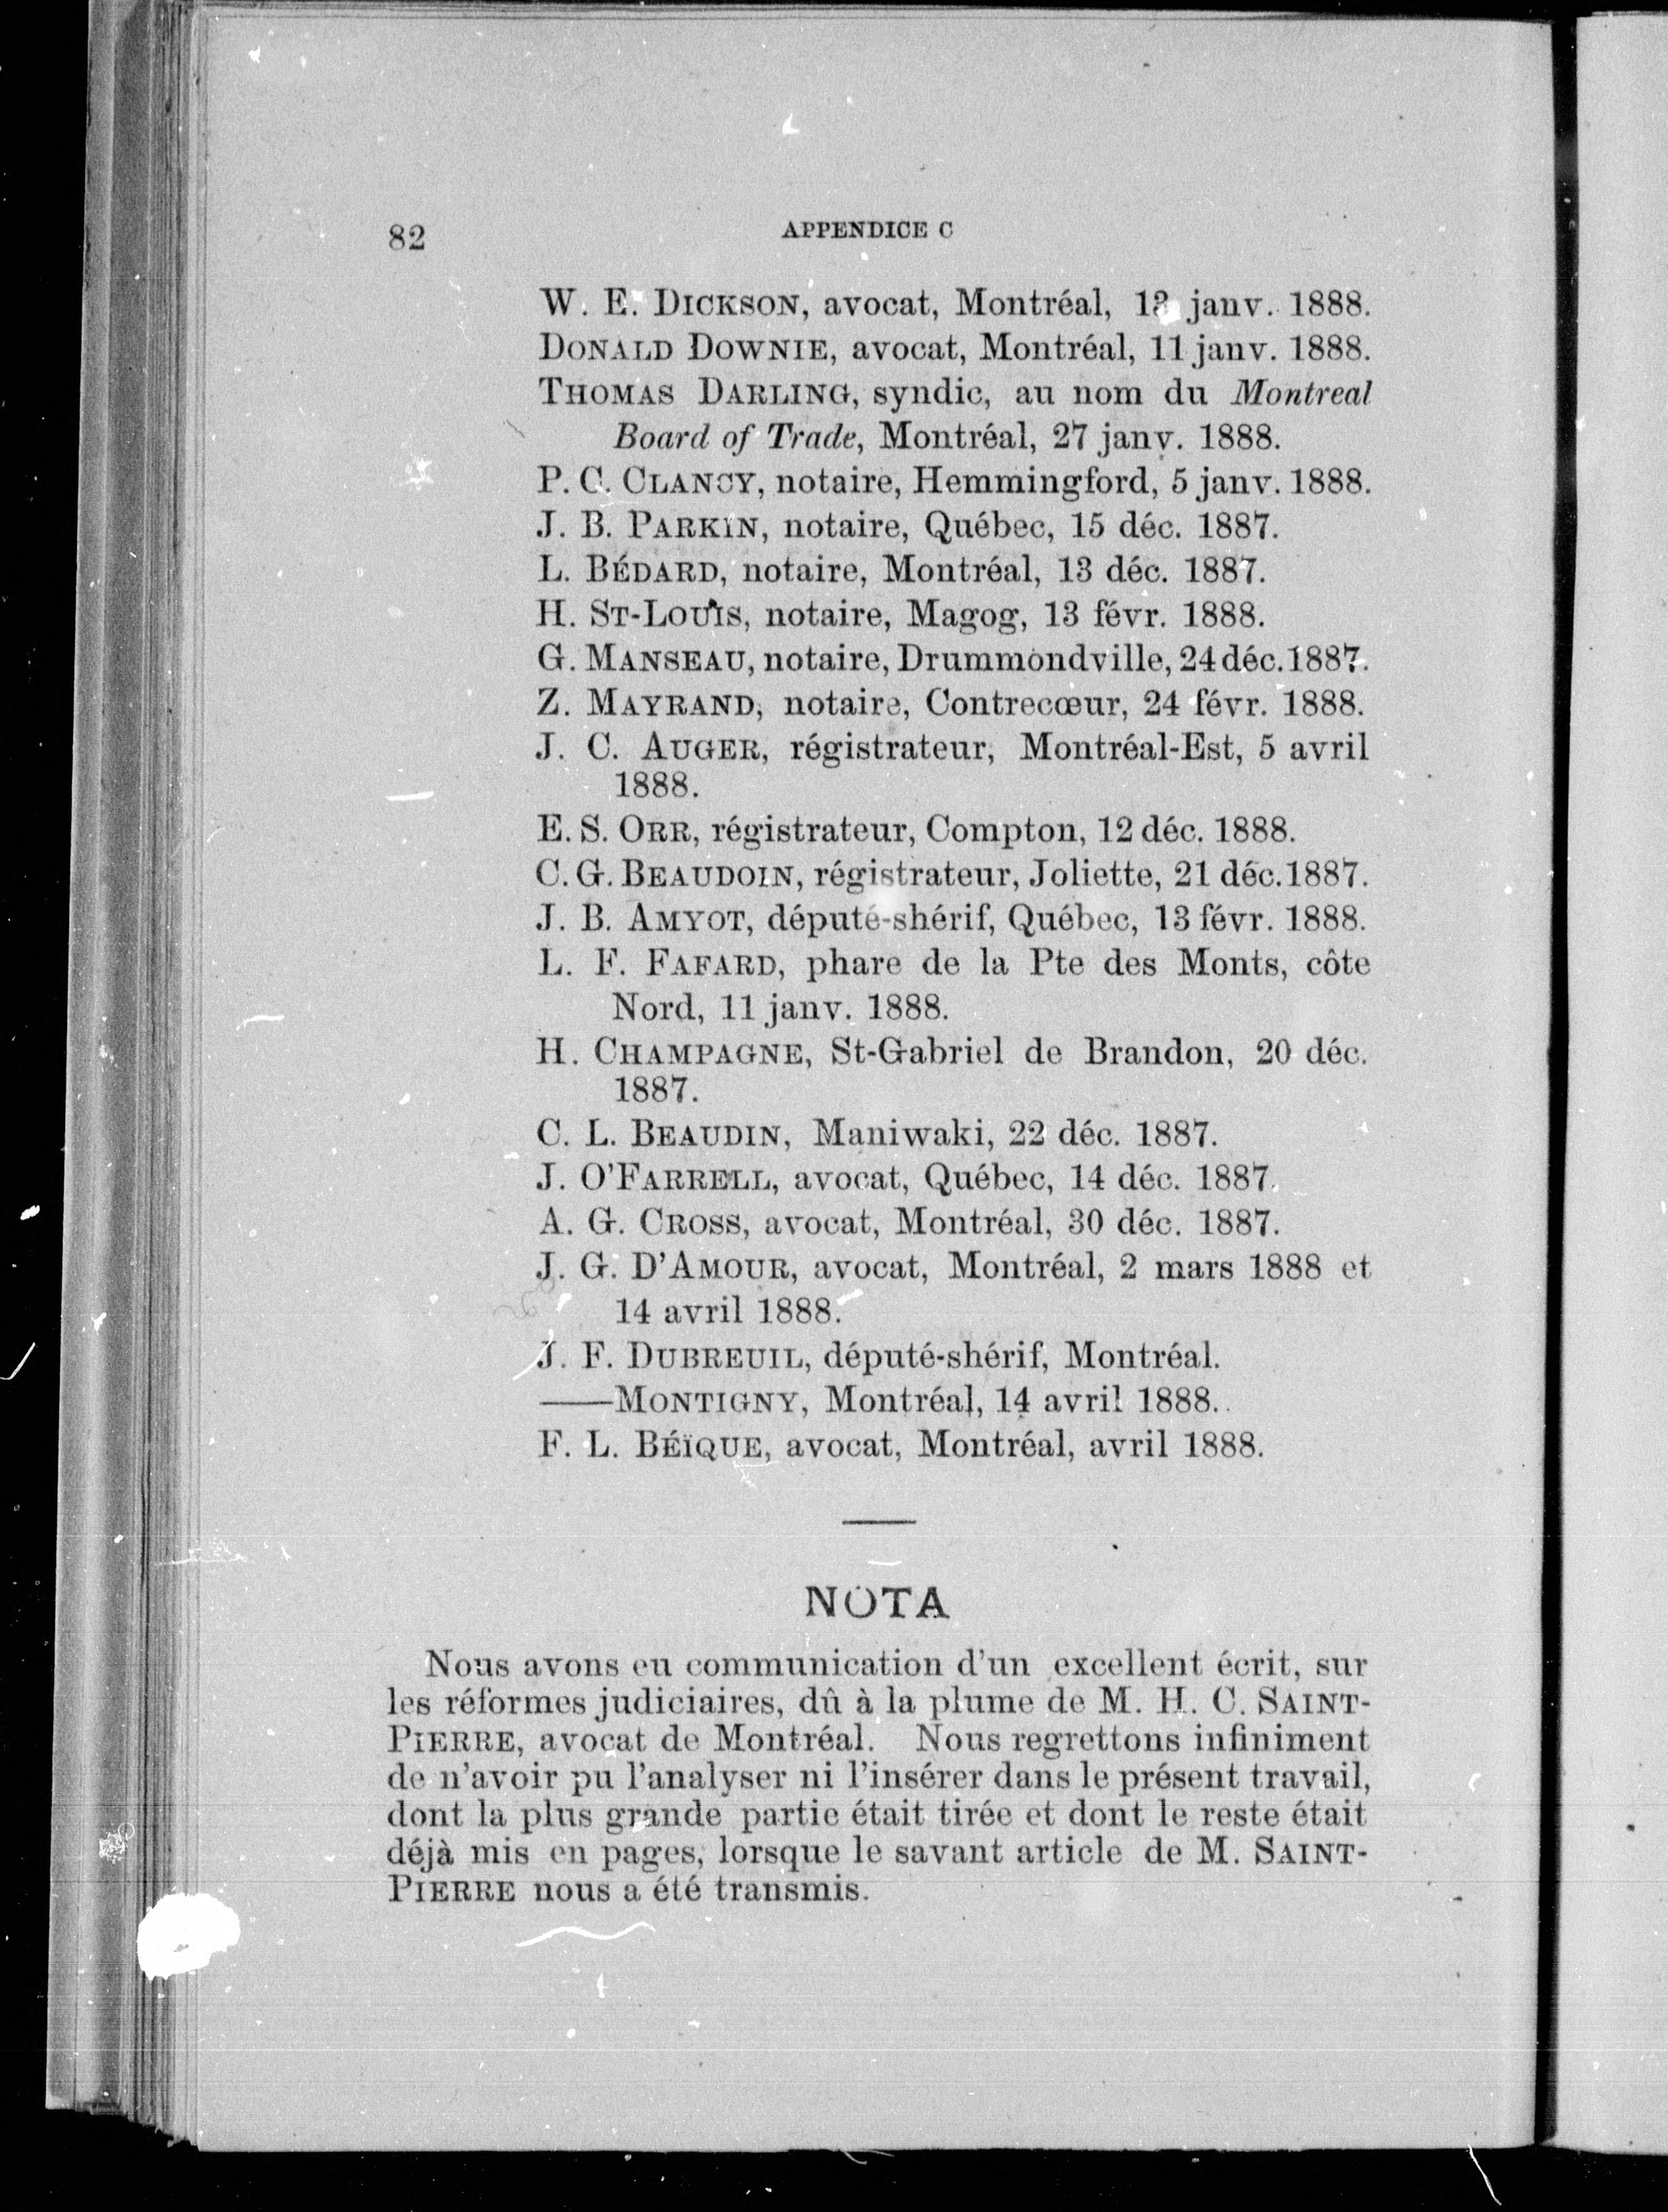 82
APPENDICE C
W. E. DICKSON, avocat, Montréal, janv. 1888.
DONALD DOWNIE, avocat, Montréal, 11 janv. 1888.
THOMAS DARLING, syndic, au nom du Montreal
Board of Trade, Montréal, 27 janv. 1888.
P. C. CLANCY, notaire, Hemmingford, 5 janv. 1888.
J. B. PARKIN, notaire, Québec, 15 déc. 1887.
L. BÉDARD, notaire, Montréal, 13 déc. 1887.
H. ST-LOUIS, notaire, Magog, 13 févr. 1888.
G. MANSEAU, notaire, Drummondville, 24 déc. 1887.
Z. MAYRAND, notaire, Contrecœur, 24 févr. 1888.
J. C. AUGER, régistrateur, Montréal-Est, 5 avril
1888.
E. S. ORR, régistrateur, Compton, 12 déc. 1888.
C. G. BEAUDOIN, régistrateur, Joliette, 21 déc. 1887.
J. B. AMYOT, député-shérif, Québec, 13 févr. 1888.
L. F. FAFARD, phare de la Pte des Monts, côte
Nord, 11 janv. 1888.
H. CHAMPAGNE, St-Gabriel de Brandon, 20 déc.
1887.
C. L. BEAUDIN, Maniwaki, 22 déc. 1887.
J. O'FARRELL, avocat, Québec, 14 déc. 1887.
A. G. CROSS, avocat, Montréal, 30 déc. 1887.
J. G. D'AMOUR, avocat, Montréal, 2 mars 1888 et
14 avril 1888.
J. F. DUBREUIL, député-shérif, Montréal.
——MONTIGNY, Montréal, 14 avril 1888.
F. L. BÉÏQUE, avocat, Montréal, avril 1888.
NOTA
Nous avons eu communication d'un excellent écrit, sur
les réformes judiciaires, dû à la plume de M. H. C. SAINT-
PIERRE, avocat de Montréal. Nous regrettons infiniment
de n'avoir pu l'analyser ni l'insérer dans le présent travail,
dont la plus grande partie était tirée et dont le reste était
déjà mis en pages, lorsque le savant article de M. SAINT-
PIERRE nous a été transmis.